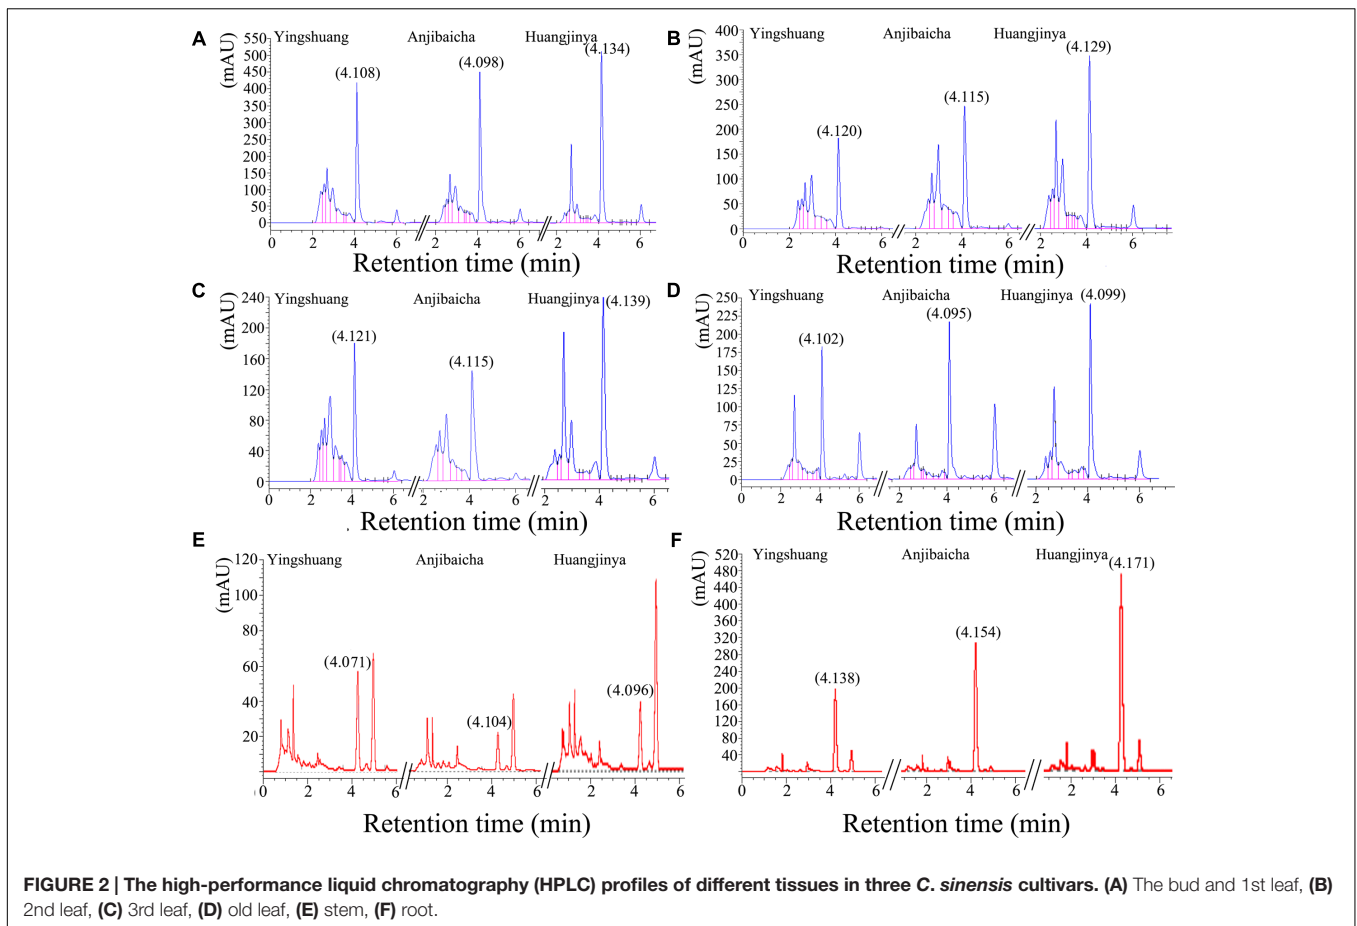 A
Yingshuang Anjibaicha Huangjinya
(mAU)
550
500
450
400
350
300
250
200
150
100
50
0
(4.108) (4.098) (4.134)
0 2 4 6 2 4 6 2 4 6
Retention time (min)
B
Yingshuang Anjibaicha Huangjinya
(mAU)
400
350
300
250
200
150
100
50
0
(4.120) (4.115) (4.129)
0 2 4 6 2 4 6 2 4 6
Retention time (min)
C
Yingshuang Anjibaicha Huangjinya
(mAU)
240
200
160
120
80
40
0
(4.121) (4.115) (4.139)
0 2 4 6 2 4 6 2 4 6
Retention time (min)
D
Yingshuang Anjibaicha Huangjinya
(mAU)
250
225
200
175
150
125
100
75
50
25
0
(4.102) (4.095) (4.099)
0 2 4 6 2 4 6 2 4 6
Retention time (min)
E
Yingshuang Anjibaicha Huangjinya
(mAU)
120
100
80
60
40
20
(4.071) (4.104) (4.096)
0 2 4 6 2 4 6 2 4 6
Retention time (min)
F
Yingshuang Anjibaicha Huangjinya
(mAU)
520
480
440
400
360
320
280
240
200
160
120
80
40
(4.138) (4.154) (4.171)
0 2 4 6 2 4 6 2 4 6
Retention time (min)
FIGURE 2 | The high-performance liquid chromatography (HPLC) profiles of different tissues in three C. sinensis cultivars. (A) The bud and 1st leaf, (B)
2nd leaf, (C) 3rd leaf, (D) old leaf, (E) stem, (F) root.